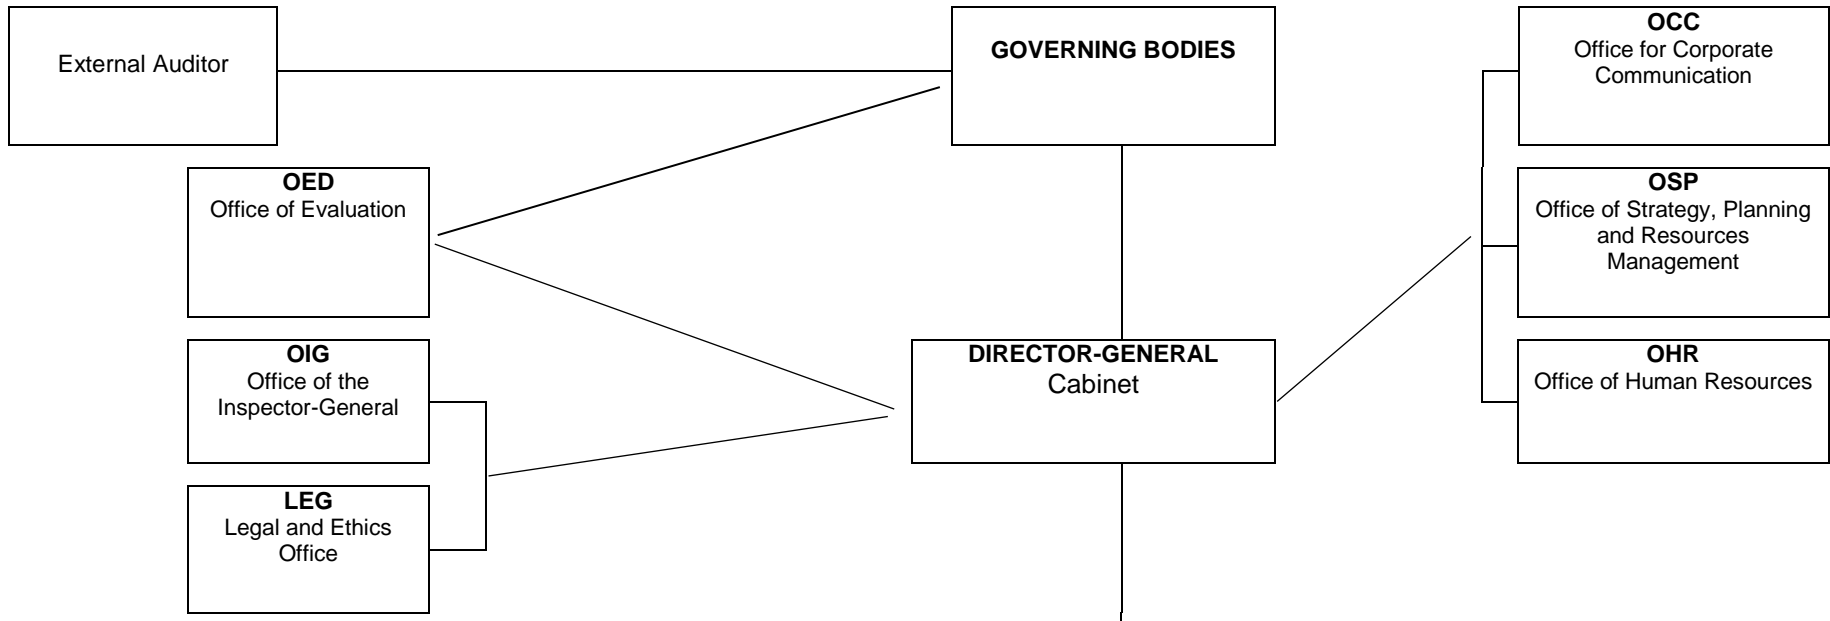 External Auditor
GOVERNING BODIES
OCC
Office for Corporate
Communication
OED
Office of Evaluation
OSP
Office of Strategy, Planning
and Resources
Management
OIG
Office of the
Inspector-General
DIRECTOR-GENERAL
Cabinet
OHR
Office of Human Resources
LEG
Legal and Ethics
Office